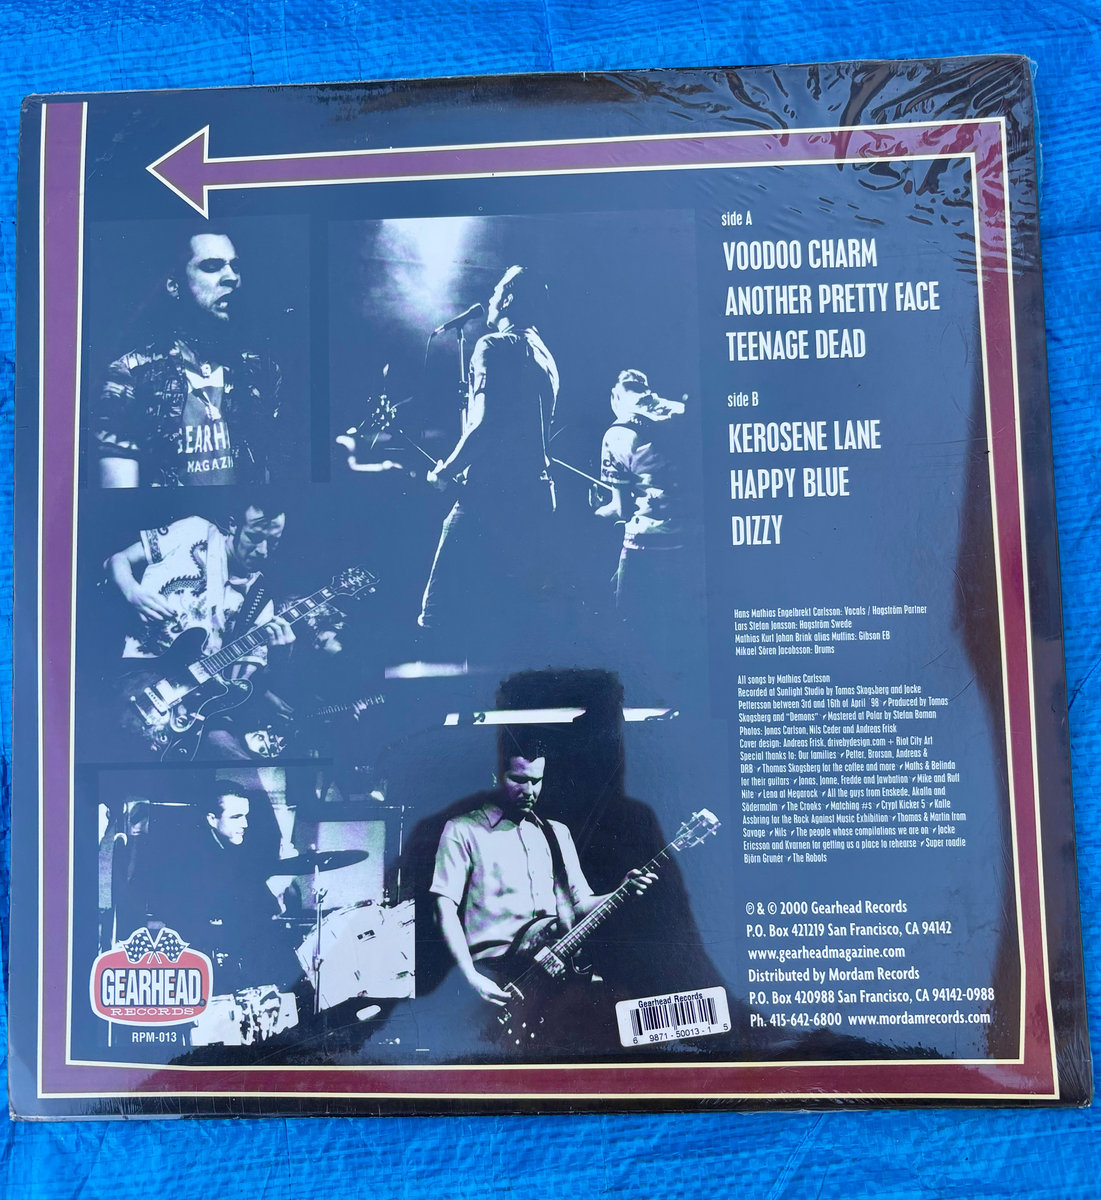 side A
VOODOO CHARM
ANOTHER PRETTY FACE
TEENAGE DEAD
side B
KEROSENE LANE
HAPPY BLUE
DIZZY
Hans Mathias Engelbrekt Carlsson: Vocals / Hagström Partner
Lars Stefan Jonsson: Hagström Swede
Mathias Kurt Johan Brink alias Muffins: Gibson EB
Mikael Sören Jacobsson: Drums
All songs by Mathias Carlsson
Recorded at Sunlight Studio by Tomas Skogsberg and Jocke
Pettersson between 3rd and 16th of April '98 ✔ Produced by Tomas
Skogsberg and "Demons" ✔ Mastered at Polar by Stefan Boman
Photos: Jonas Carlson, Nils Ceder and Andreas Frisk
Cover design: Andreas Frisk, drivebydesign.com + Riot City Art
Special thanks to: Our families ✔ Petter, Brorsan, Andreas &
DRB ✔ Thomas Skogsberg for the coffee and more ✔ Maths & Belinda
for their guitars ✔ Jonas, Janne, Fredde and Jawbation ✔ Mike and Ruff
Nite ✔ Lena at Megarock ✔ All the guys from Enskede, Akalla and
Södermalm ✔ The Crooks ✔ Matching #s ✔ Crypt Kicker 5 ✔ Kalle
Assbring for the Rock Against Music Exhibition ✔ Thomas & Martin from
Savage ✔ Nils ✔ The people whose compilations we are on ✔ Jocke
Ericsson and Kvarnen for getting us a place to rehearse ✔ Super roadie
Björn Grunér ✔ The Robots
℗ & © 2000 Gearhead Records
P.O. Box 421219 San Francisco, CA 94142
www.gearheadmagazine.com
Distributed by Mordam Records
P.O. Box 420988 San Francisco, CA 94142-0988
Ph. 415-642-6800 www.mordamrecords.com
GEARH
MAGAZI
GEARHEAD
RECORDS
RPM-013
Gearhead Records
6 9871 - 50013 - 1 5